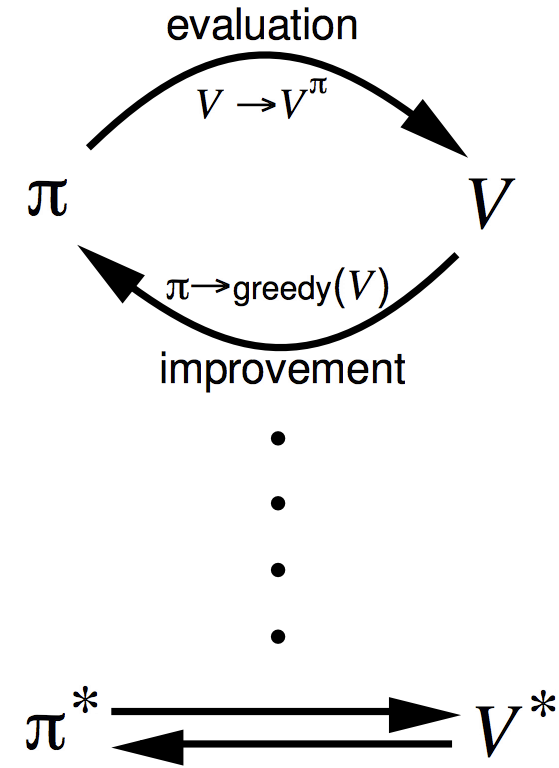 evaluation
V → V^π
π V
π → greedy(V)
improvement
π* V*